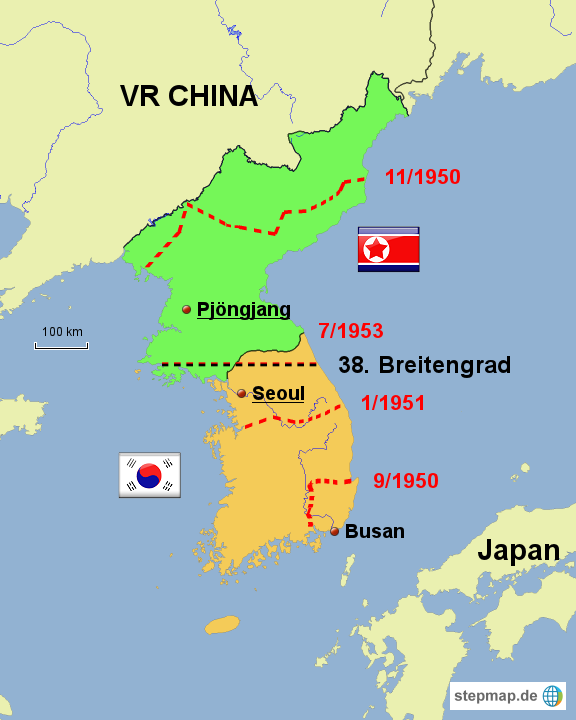 VR CHINA
11/1950
Pjöngjang
100 km
7/1953
38. Breitengrad
Seoul
1/1951
9/1950
Busan
Japan
stepmap.de